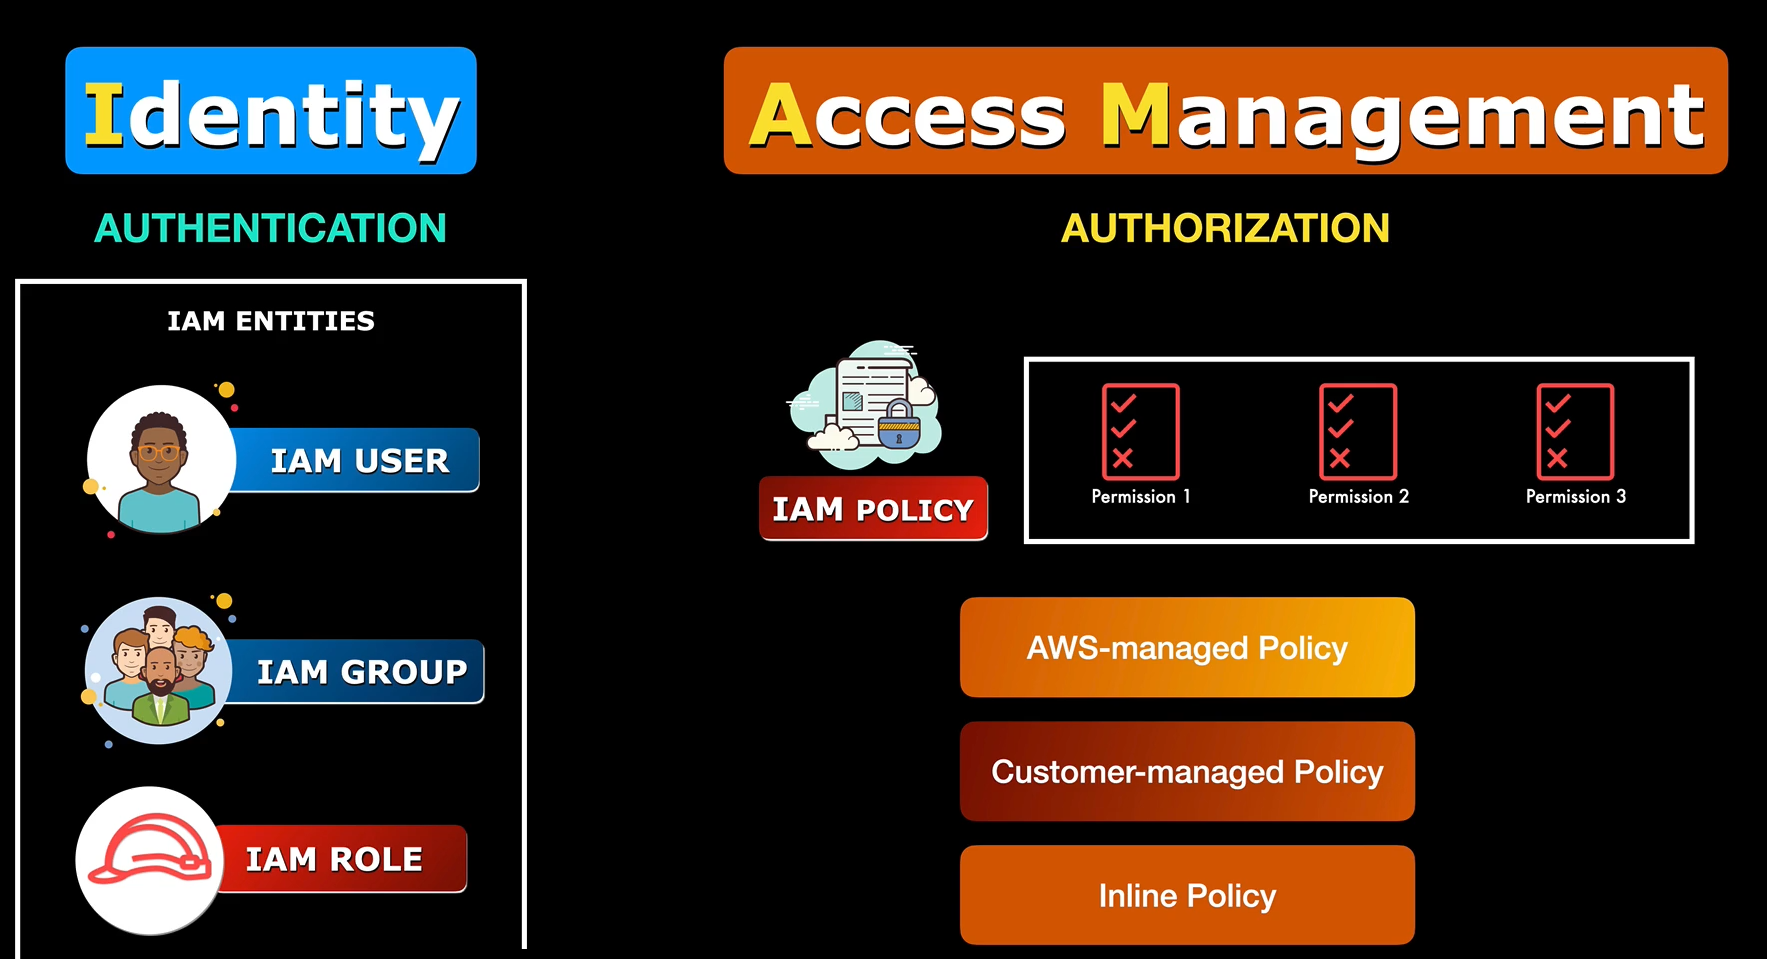 Identity
AUTHENTICATION
IAM ENTITIES
IAM USER
IAM GROUP
IAM ROLE
Access Management
AUTHORIZATION
IAM POLICY
Permission 1
Permission 2
Permission 3
AWS-managed Policy
Customer-managed Policy
Inline Policy